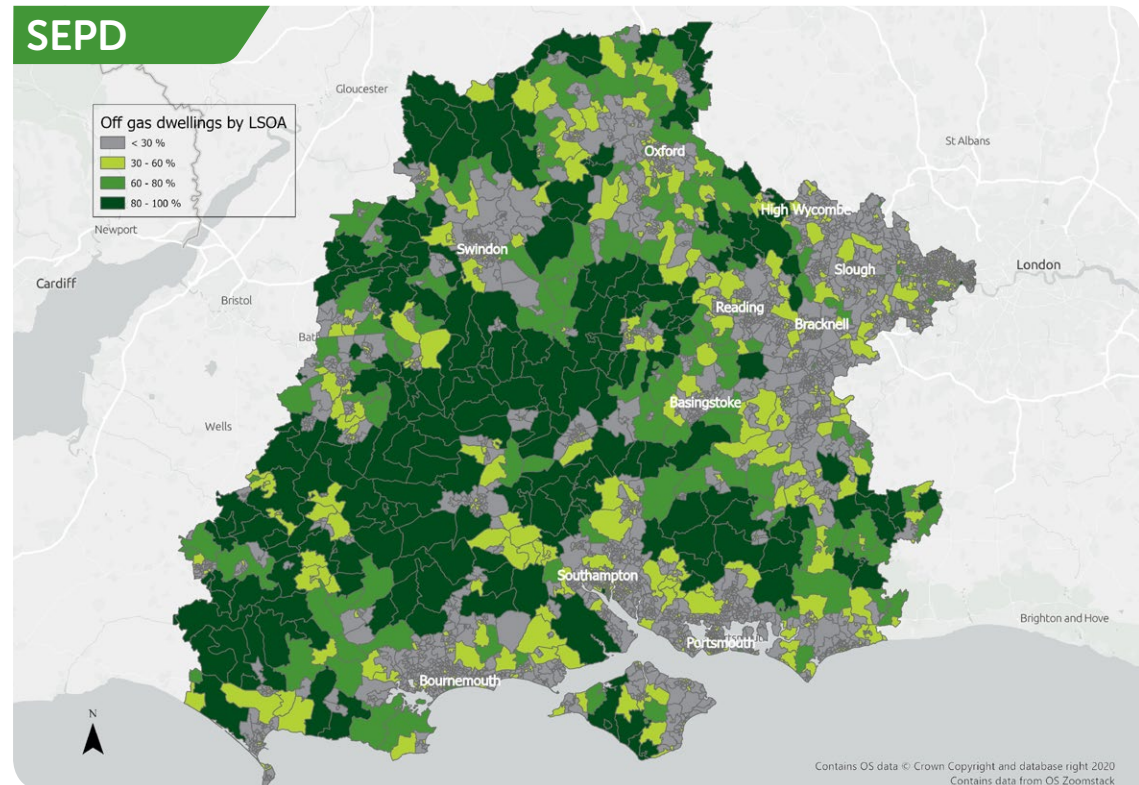 SEPD
Off gas dwellings by LSOA
< 30 %
30 - 60 %
60 - 80 %
80 - 100 %
Gloucester
Oxford
St Albans
High Wycombe
Newport
Swindon
Slough
London
Cardiff
Bristol
Reading
Bracknell
Bat
Basingstoke
Wells
Southampton
Brighton and Hove
Portsmouth
Bournemouth
N
Contains OS data © Crown Copyright and database right 2020
Contains data from OS Zoomstack